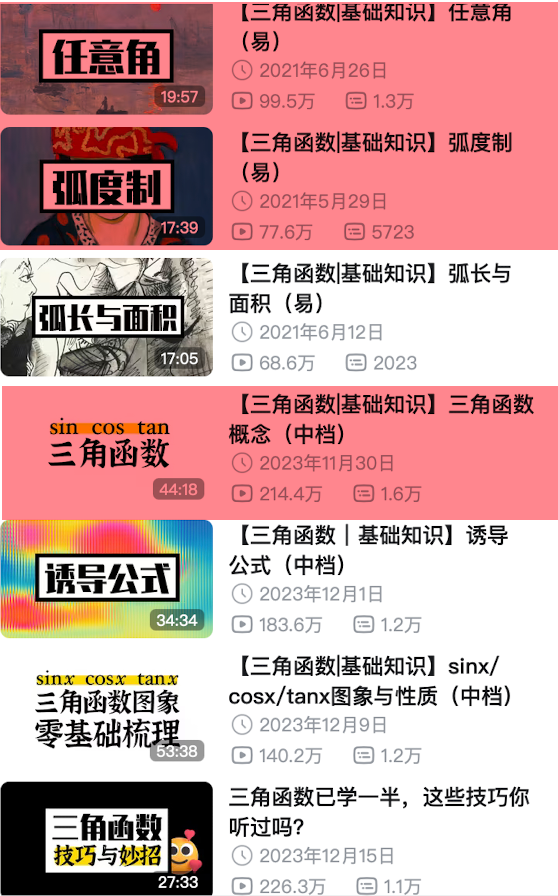 任意角
19:57
【三角函数|基础知识】任意角
（易）
2021年6月26日
99.5万 1.3万
弧度制
17:39
【三角函数|基础知识】弧度制
（易）
2021年5月29日
77.6万 5723
弧长与面积
17:05
【三角函数|基础知识】弧长与
面积（易）
2021年6月12日
68.6万 2023
sin cos tan
三角函数
44:18
【三角函数|基础知识】三角函数
概念（中档）
2023年11月30日
214.4万 1.6万
诱导公式
34:34
【三角函数｜基础知识】诱导
公式（中档）
2023年12月1日
183.6万 1.2万
sinx cosx tanx
三角函数图象
零基础梳理
53:38
【三角函数|基础知识】sinx/
cosx/tanx图象与性质（中档）
2023年12月9日
140.2万 1.2万
三角函数
技巧与妙招
27:33
三角函数已学一半，这些技巧你
听过吗？
2023年12月15日
226.3万 1.1万